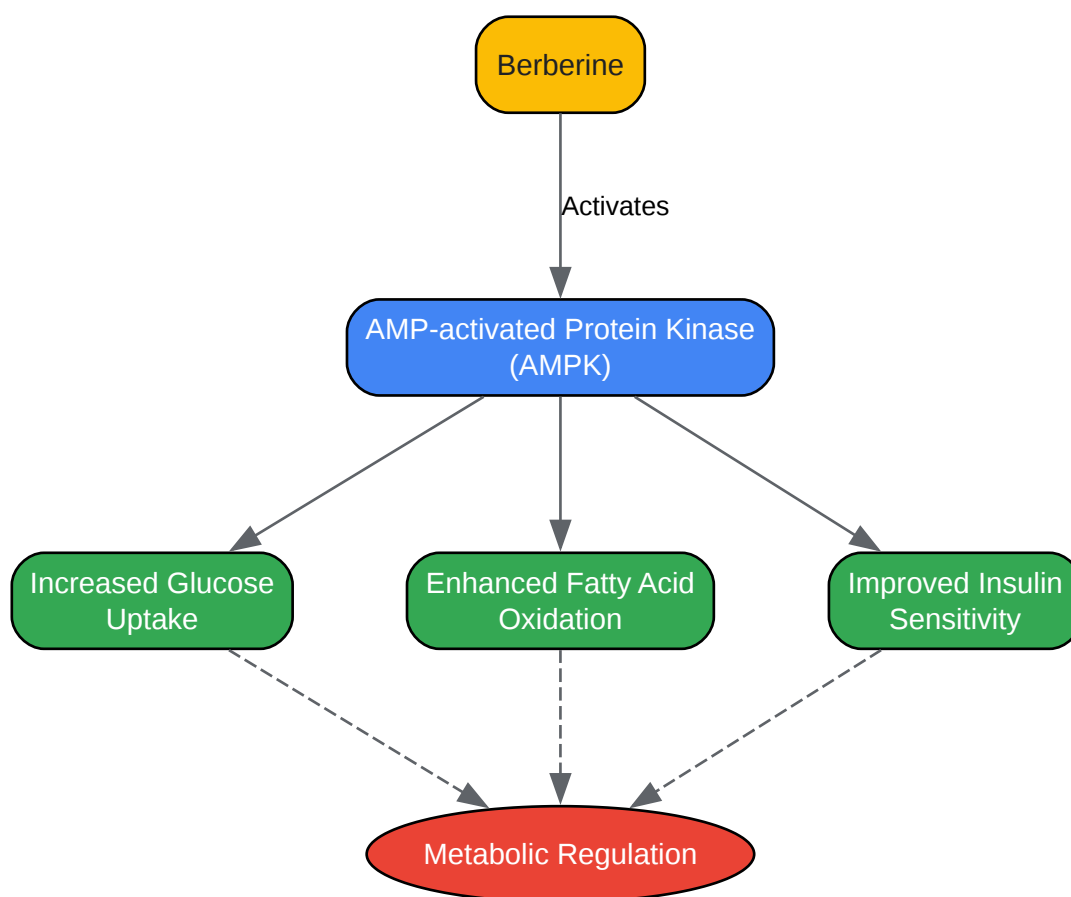 Berberine
Activates
AMP-activated Protein Kinase
(AMPK)
Increased Glucose
Uptake
Enhanced Fatty Acid
Oxidation
Improved Insulin
Sensitivity
Metabolic Regulation